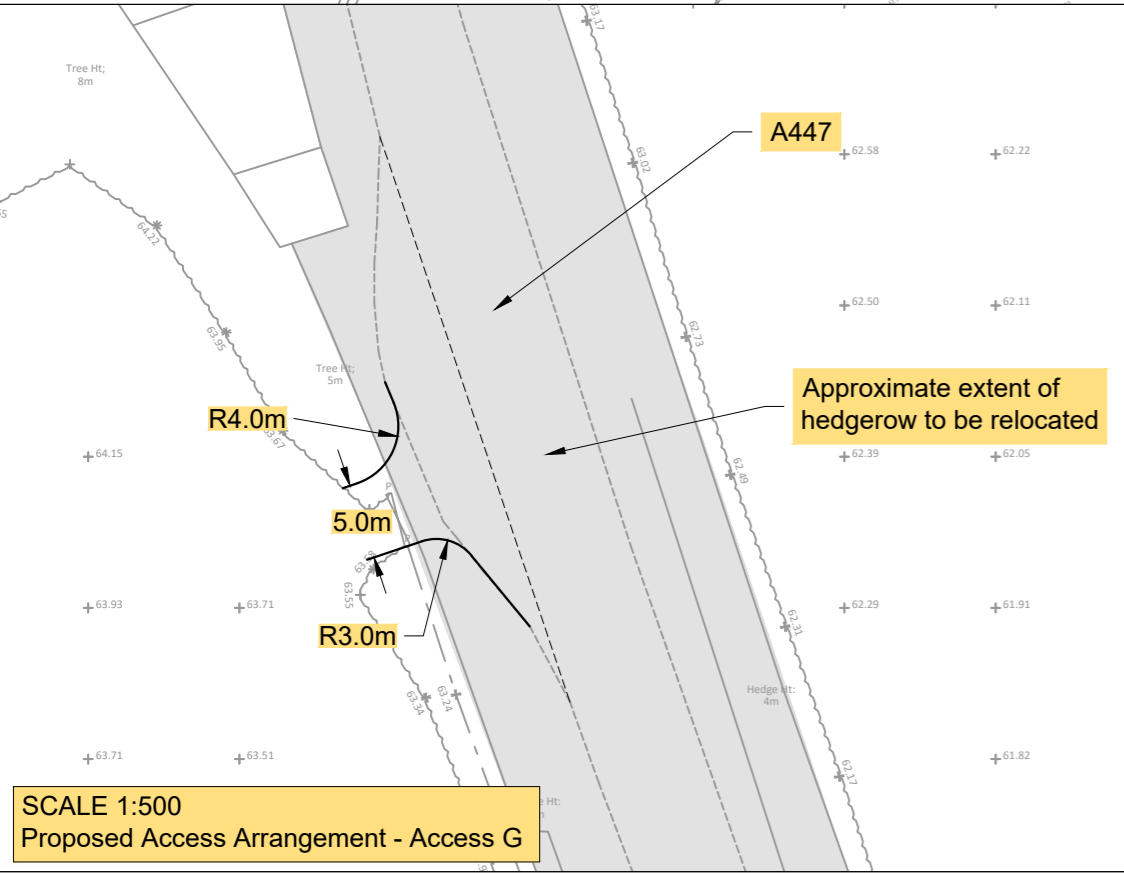 63.17
Tree Ht;
8m
A447
62.58
62.22
63.02
64.22
62.50
62.11
63.95
62.73
Tree Ht;
5m
Approximate extent of
hedgerow to be relocated
R4.0m
63.67
64.15
62.39
62.05
62.49
5.0m
63.55
63.93
63.71
62.29
61.91
62.31
R3.0m
63.34
63.24
Hedge Ht:
4m
63.71
63.51
61.82
62.17
SCALE 1:500
Proposed Access Arrangement - Access G
Ht: